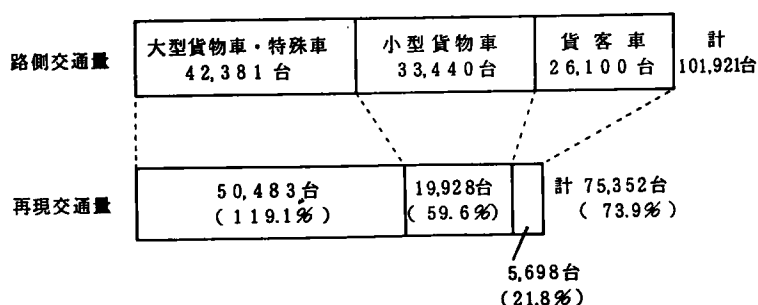 路側交通量
大型貨物車・特殊車
42,381台
小型貨物車
33,440台
貨客車
26,100台
計
101,921台
再現交通量
50,483台
(119.1%)
19,928台
(59.6%)
計 75,352台
(73.9%)
5,698台
(21.8%)